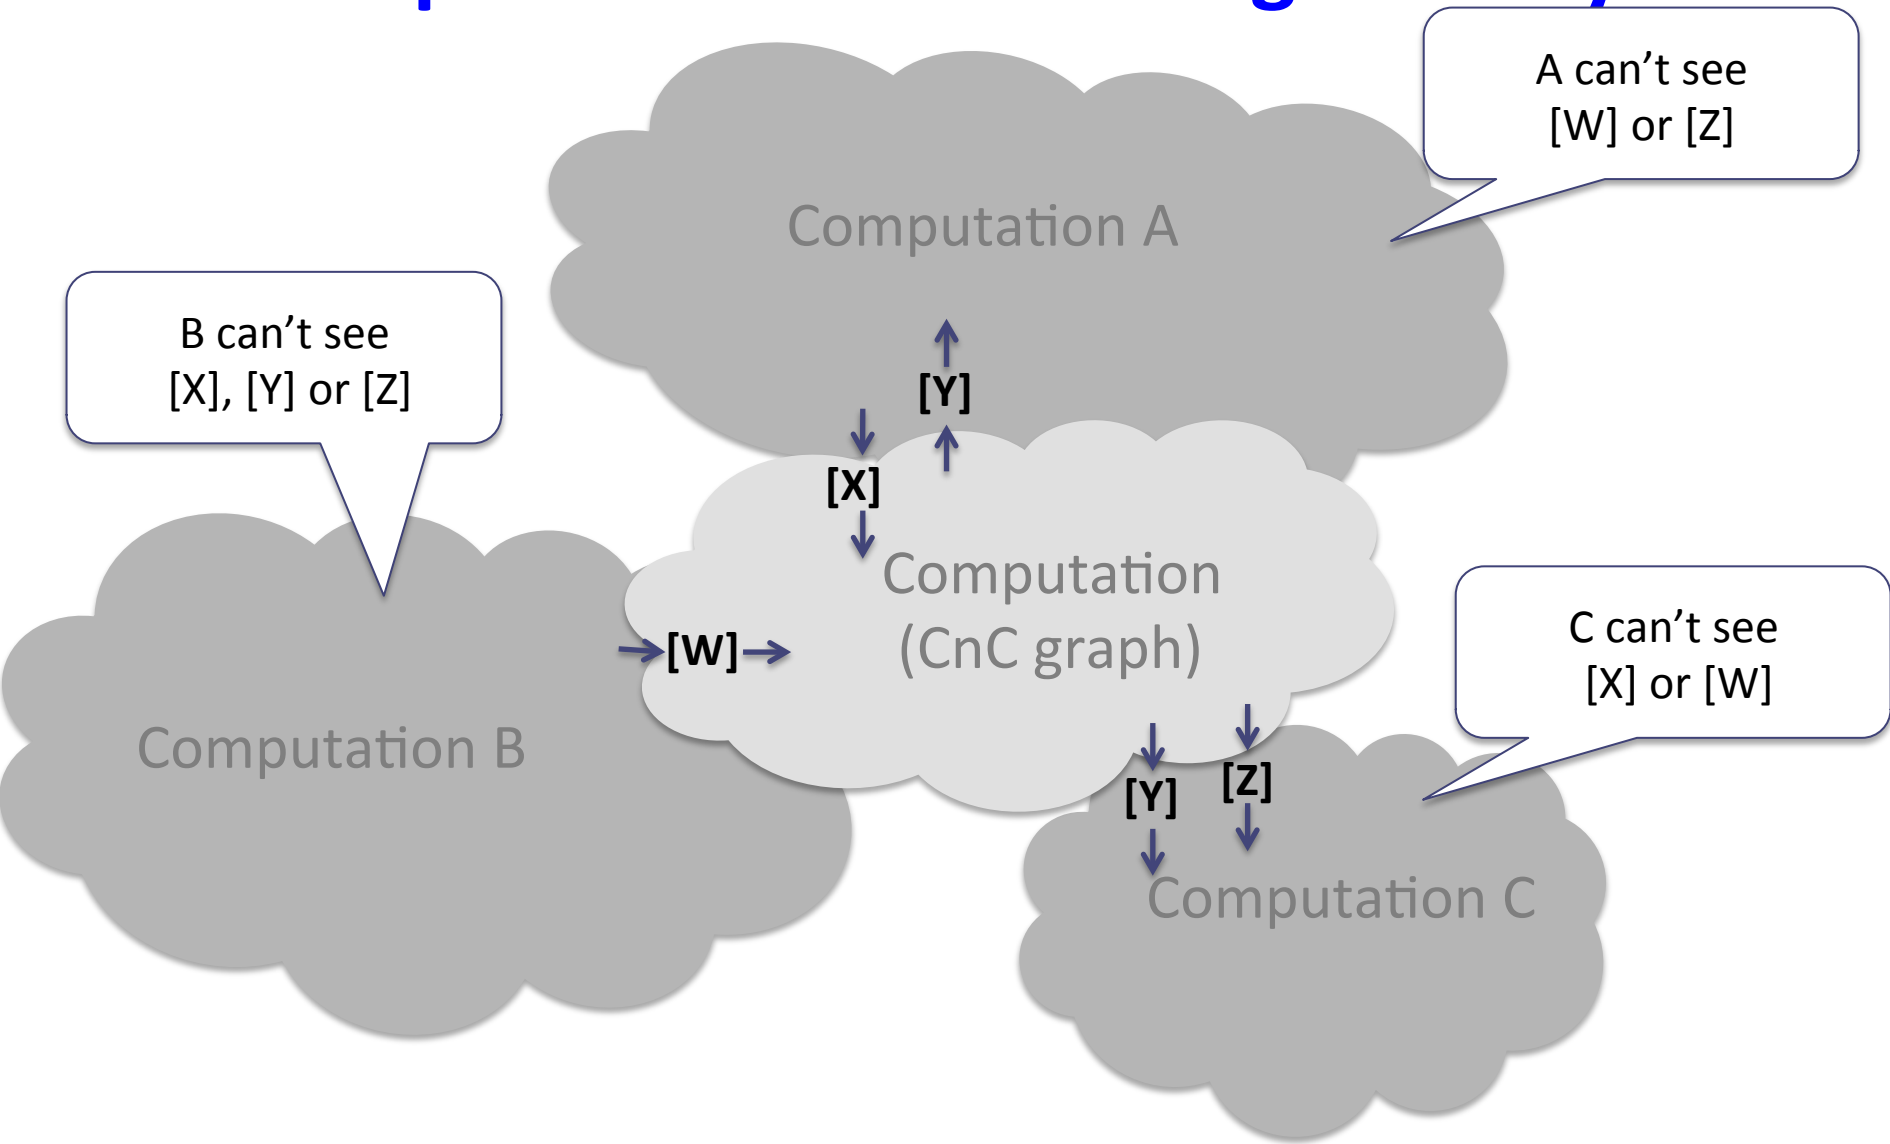 A can’t see
[W] or [Z]
Computation A
B can’t see
[X], [Y] or [Z]
[Y]
[X]
Computation
(CnC graph)
[W]
C can’t see
[X] or [W]
Computation B
[Y]
[Z]
Computation C